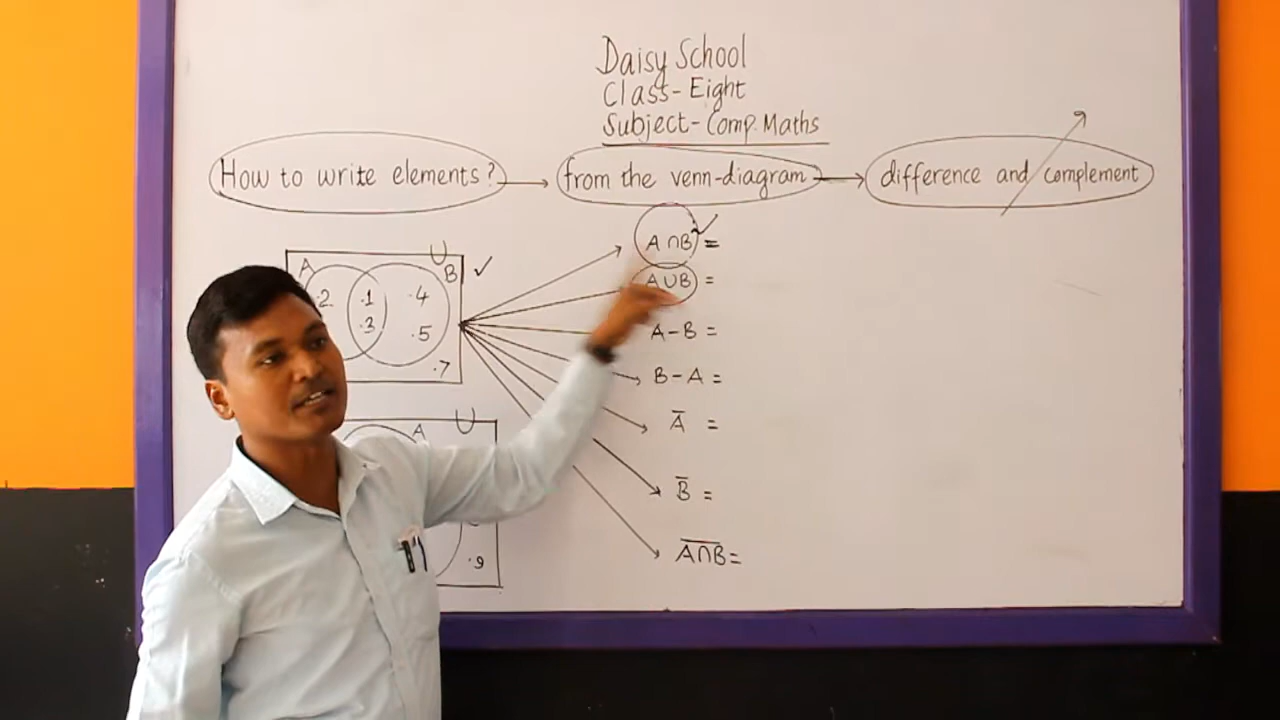 Daisy School
Class-Eight
Subject-Comp. Maths
How to write elements? → from the venn-diagram → difference and complement
A∩B =
A∪B =
A-B =
B-A =
A̅ =
B̅ =
A̅∩̅B̅ =
U
A
B
.2 .1 .4
.3 .5
.7
U
A
.9